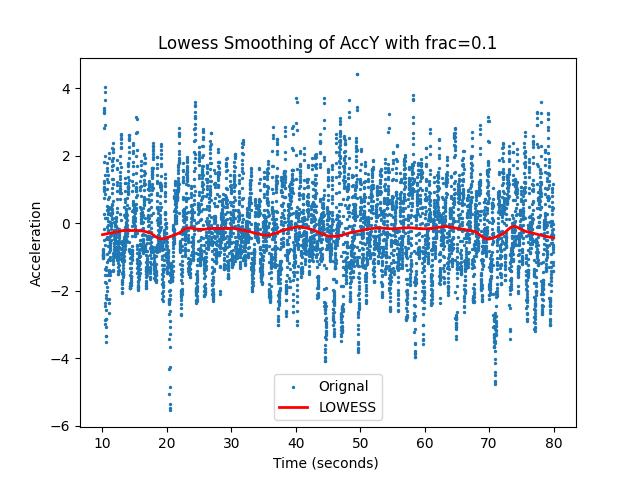 Lowess Smoothing of AccY with frac=0.1
4
2
0
−2
−4
−6
Acceleration
Orignal
LOWESS
10 20 30 40 50 60 70 80
Time (seconds)